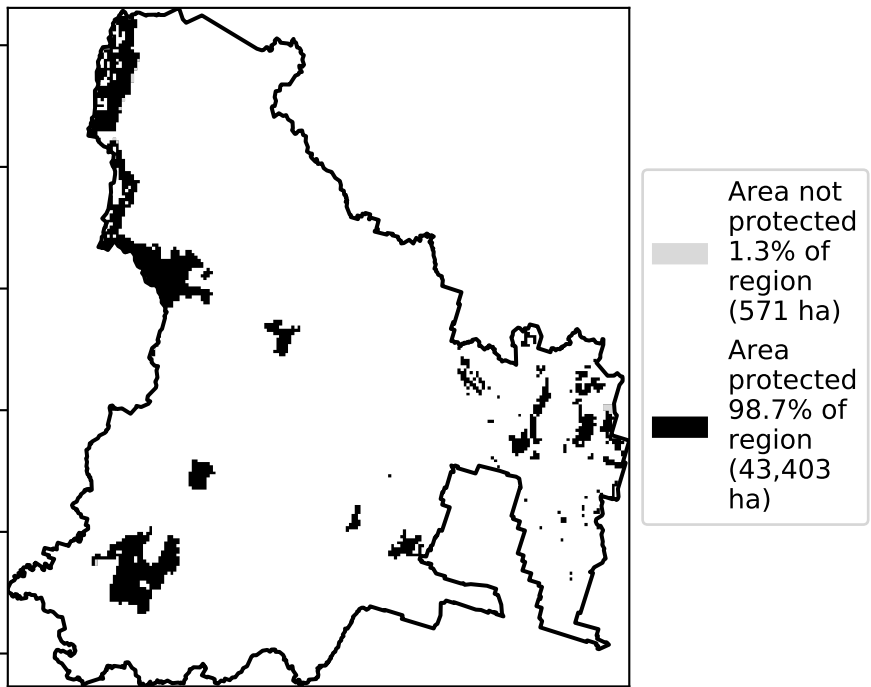 Area not
protected
1.3% of
region
(571 ha)
Area
protected
98.7% of
region
(43,403
ha)